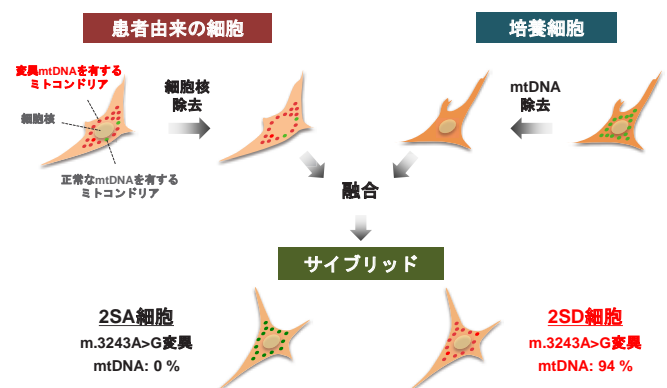 患者由来の細胞
培養細胞
変異mtDNAを有する
ミトコンドリア
細胞核
細胞核
除去
mtDNA
除去
正常なmtDNAを有する
ミトコンドリア
融合
サイブリッド
2SA細胞
m.3243A>G変異
mtDNA: 0 %
2SD細胞
m.3243A>G変異
mtDNA: 94 %